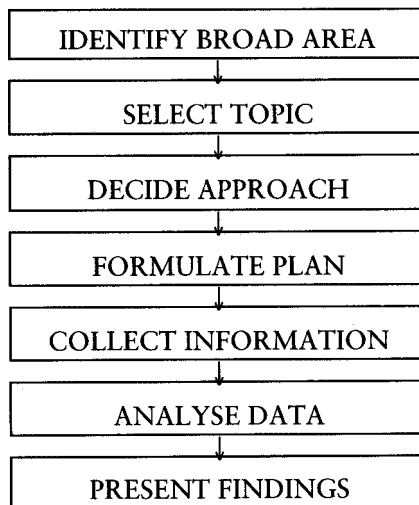 IDENTIFY BROAD AREA
SELECT TOPIC
DECIDE APPROACH
FORMULATE PLAN
COLLECT INFORMATION
ANALYSE DATA
PRESENT FINDINGS